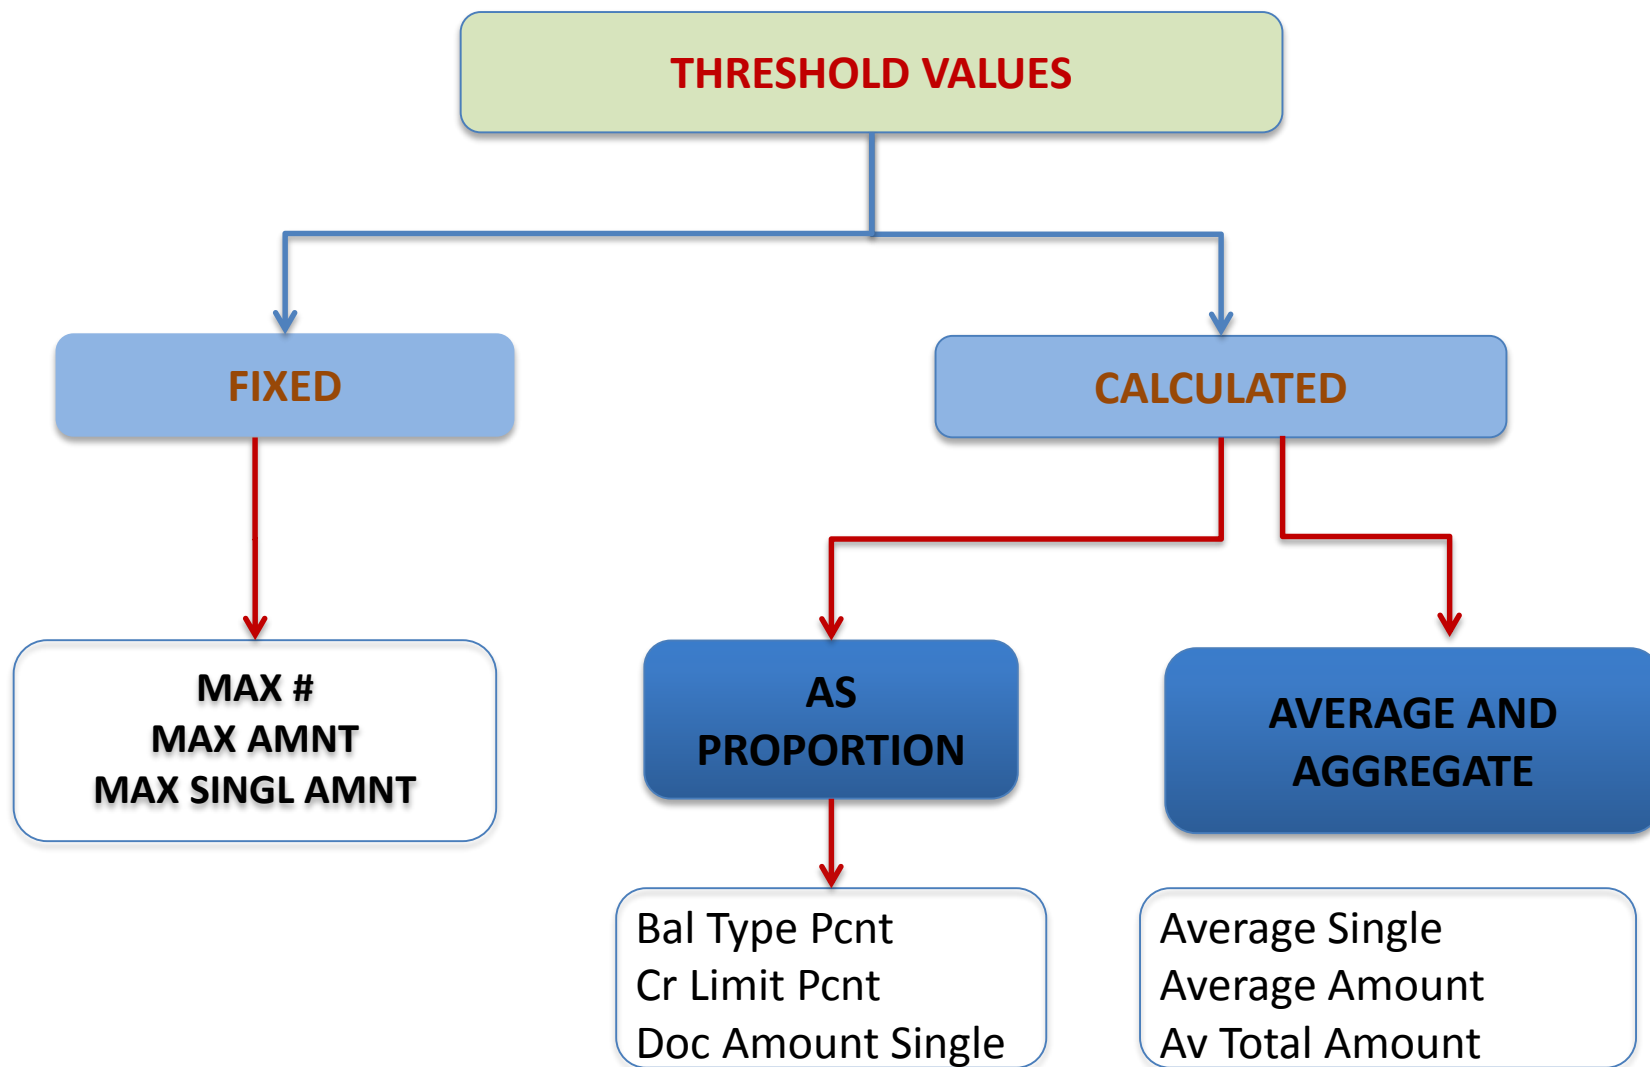 THRESHOLD VALUES
FIXED
CALCULATED
MAX #
MAX AMNT
MAX SINGL AMNT
AS
PROPORTION
AVERAGE AND
AGGREGATE
Bal Type Pcnt
Cr Limit Pcnt
Doc Amount Single
Average Single
Average Amount
Av Total Amount